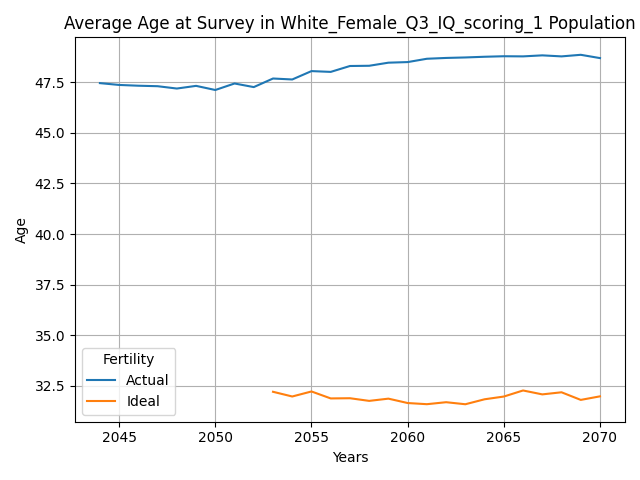 Average Age at Survey in White_Female_Q3_IQ_scoring_1 Population
Age
47.5
45.0
42.5
40.0
37.5
35.0
32.5
Fertility
Actual
Ideal
2045 2050 2055 2060 2065 2070
Years